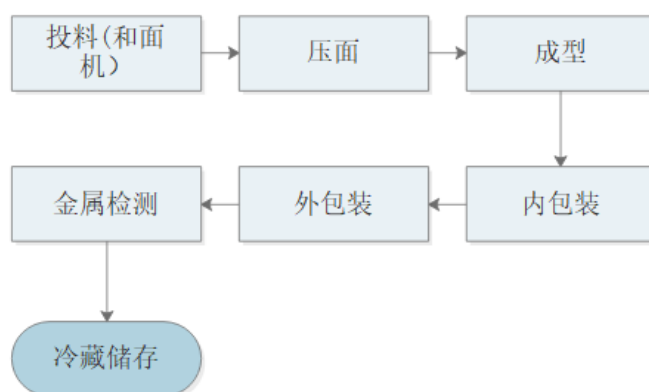 投料(和面
机）
压面
成型
金属检测
外包装
内包装
冷藏储存